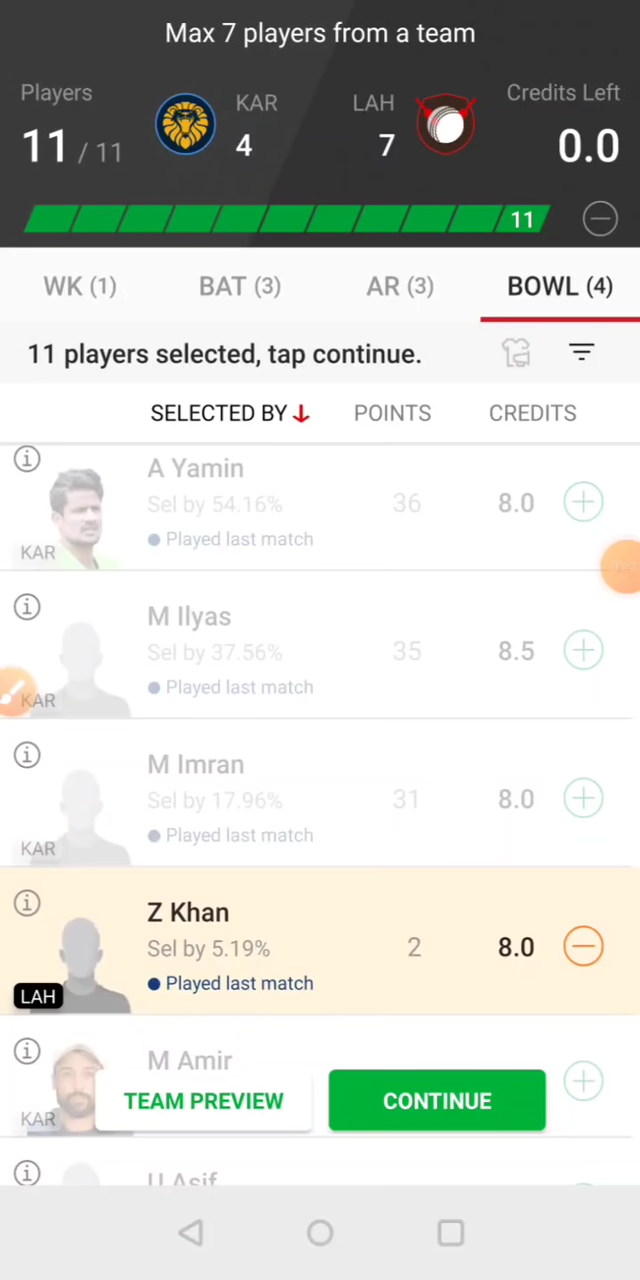 Max 7 players from a team
Players
KAR
LAH
Credits Left
11 / 11
4
7
0.0
11
WK (1)
BAT (3)
AR (3)
BOWL (4)
11 players selected, tap continue.
SELECTED BY
POINTS
CREDITS
A Yamin
Sel by 54.16%
36
8.0
Played last match
KAR
M Ilyas
Sel by 37.56%
35
8.5
Played last match
KAR
M Imran
Sel by 17.96%
31
8.0
Played last match
KAR
Z Khan
Sel by 5.19%
2
8.0
Played last match
LAH
M Amir
KAR
TEAM PREVIEW
CONTINUE
U Asif